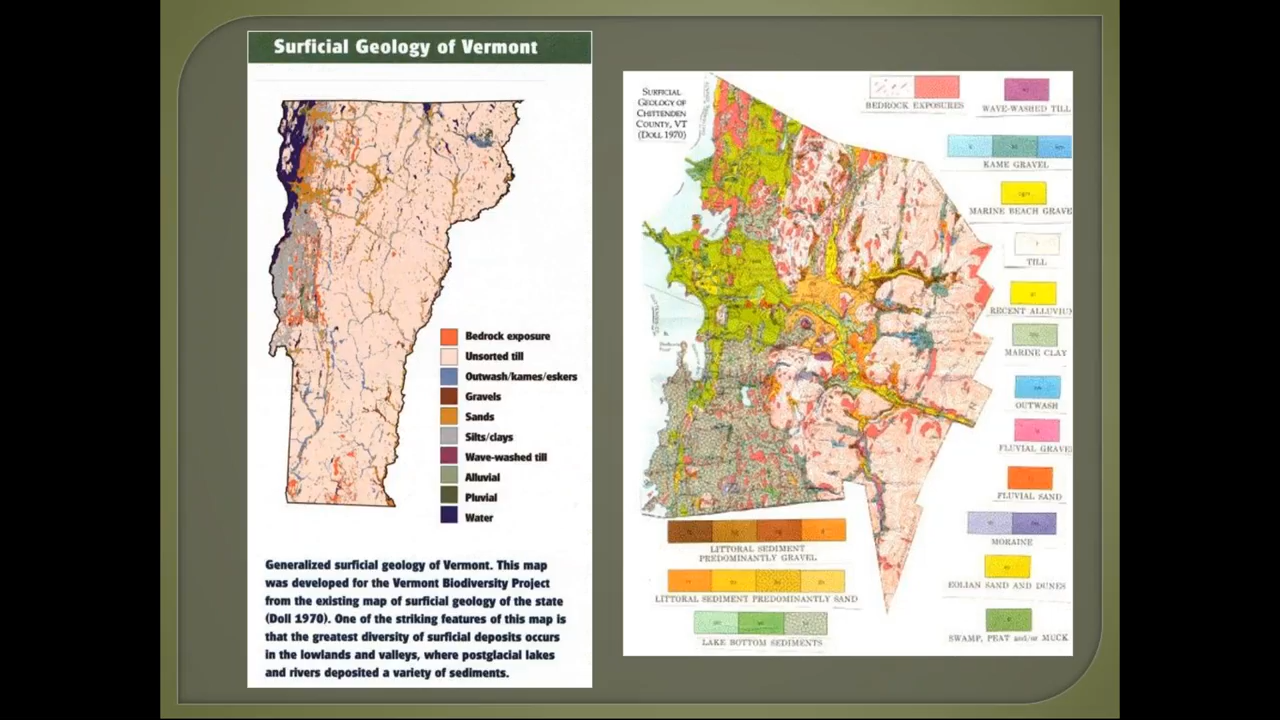 Surficial Geology of Vermont
Bedrock exposure
Unsorted till
Outwash/kames/eskers
Gravels
Sands
Silts/clays
Wave-washed till
Alluvial
Pluvial
Water
Generalized surficial geology of Vermont. This map
was developed for the Vermont Biodiversity Project
from the existing map of surficial geology of the state
(Doll 1970). One of the striking features of this map is
that the greatest diversity of surficial deposits occurs
in the lowlands and valleys, where postglacial lakes
and rivers deposited a variety of sediments.
SURFICIAL
GEOLOGY OF
CHITTENDEN
COUNTY, VT
(DOLL 1970)
BEDROCK EXPOSURES
WAVE-WASHED TILL
KAME GRAVEL
MARINE BEACH GRAVE
TILL
RECENT ALLUVIUM
MARINE CLAY
OUTWASH
FLUVIAL GRAVE
FLUVIAL SAND
MORAINE
EOLIAN SAND AND DUNES
SWAMP, PEAT and/or MUCK
LITTORAL SEDIMENT
PREDOMINANTLY GRAVEL
LITTORAL SEDIMENT PREDOMINANTLY SAND
LAKE BOTTOM SEDIMENTS